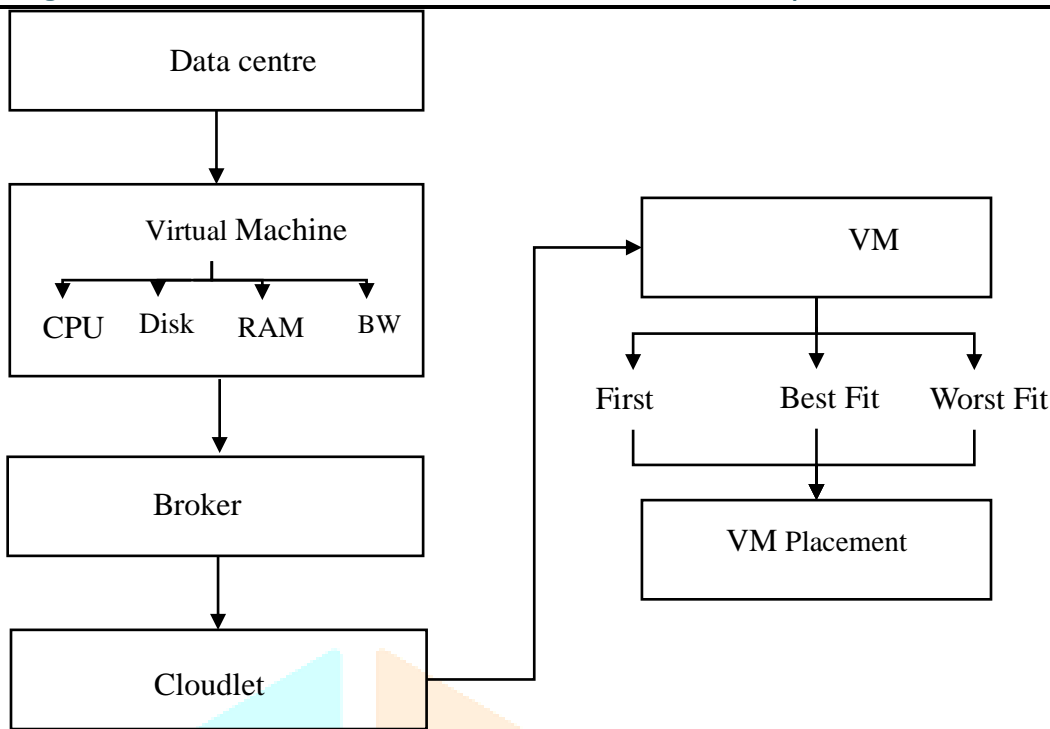 Data centre
Virtual Machine
CPU Disk RAM BW
Broker
Cloudlet
VM
First Best Fit Worst Fit
VM Placement